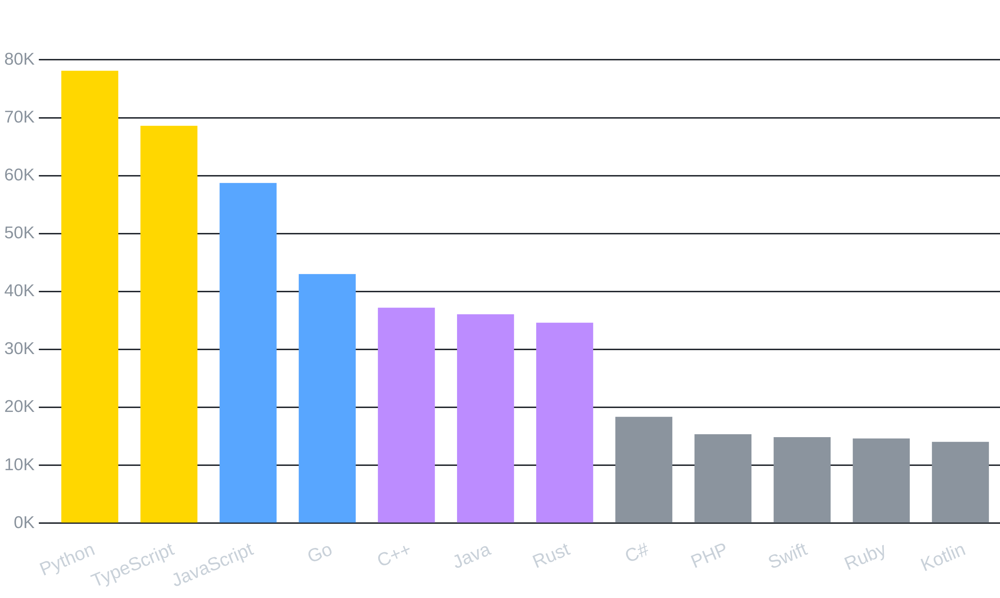 80K
70K
60K
50K
40K
30K
20K
10K
0K
Python
TypeScript
JavaScript
Go
C++
Java
Rust
C#
PHP
Swift
Ruby
Kotlin